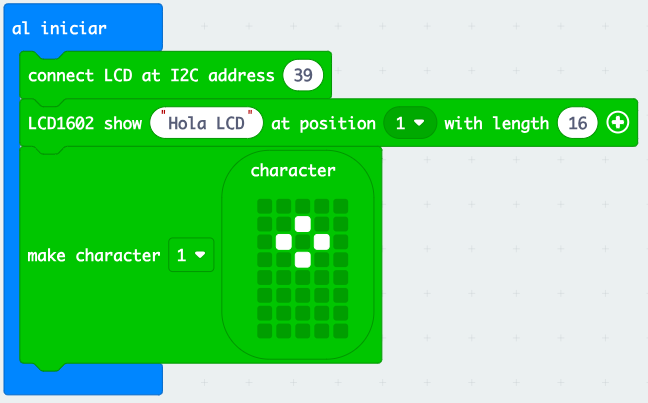 al iniciar
connect LCD at I2C address 39
LCD1602 show "Hola LCD" at position 1 with length 16
character
make character 1